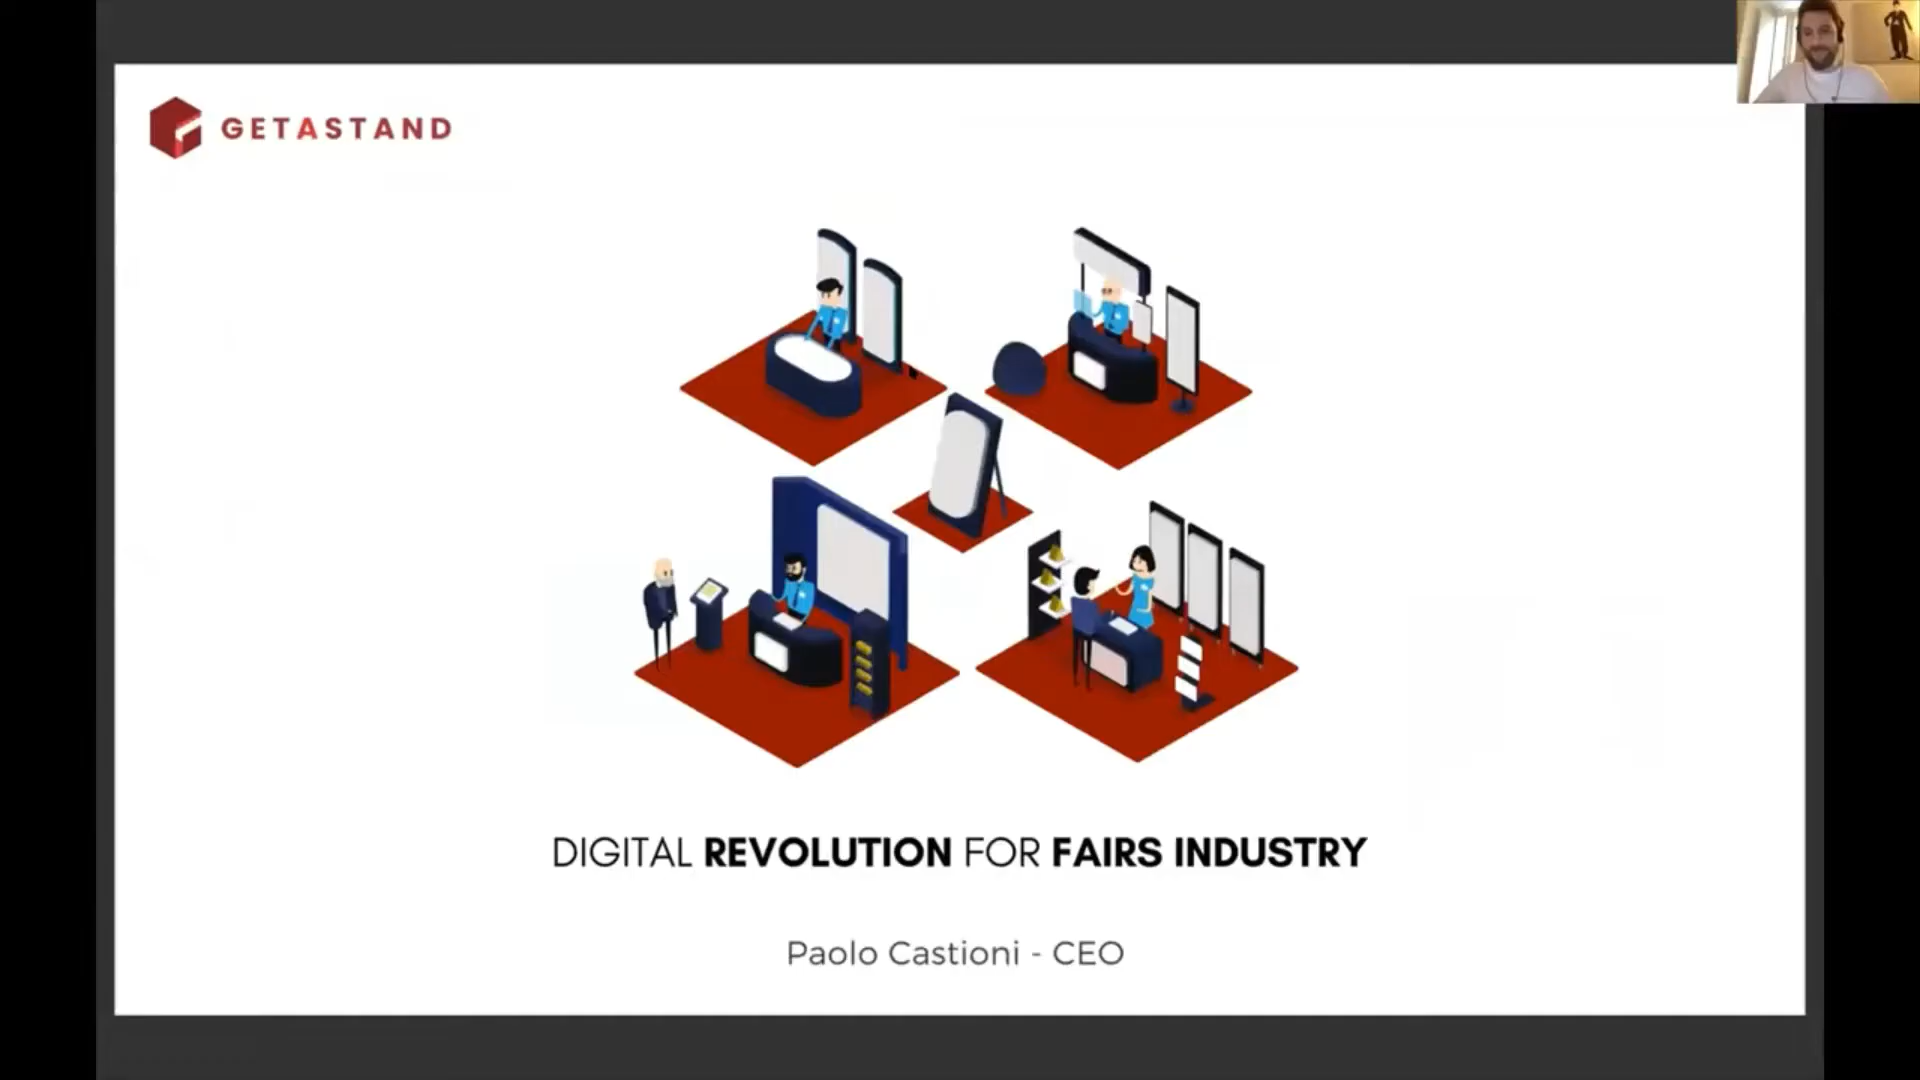 GETASTAND
DIGITAL REVOLUTION FOR FAIRS INDUSTRY
Paolo Castioni - CEO